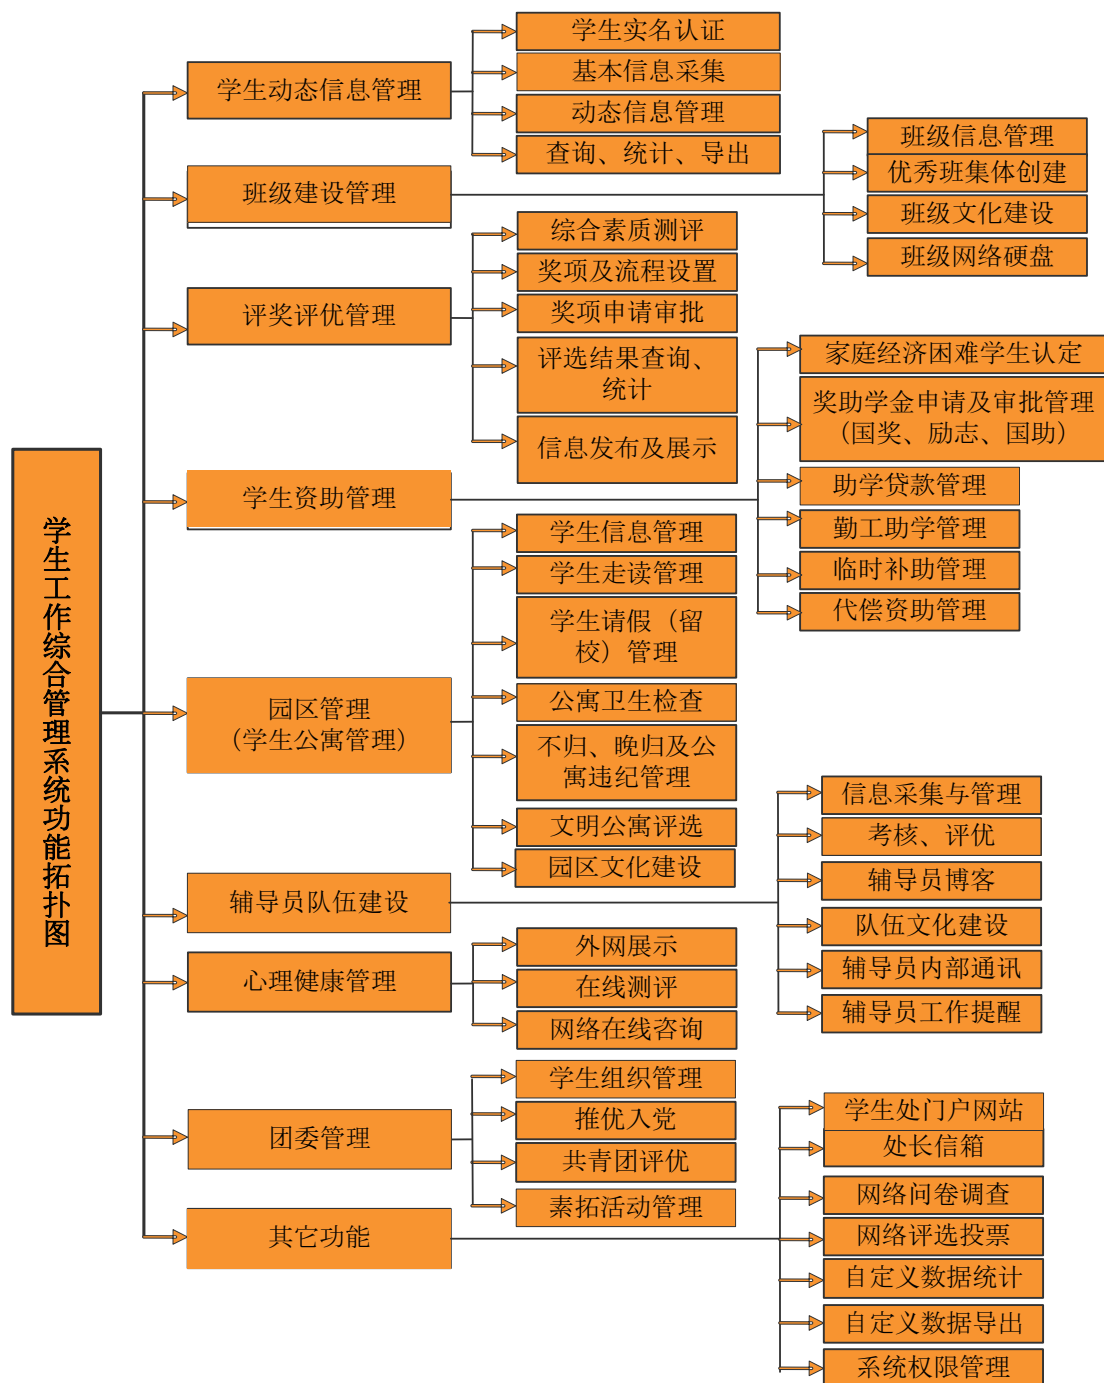 学生工作综合管理系统功能拓扑图
学生动态信息管理
学生实名认证
基本信息采集
动态信息管理
查询、统计、导出
班级建设管理
班级信息管理
优秀班集体创建
班级文化建设
班级网络硬盘
评奖评优管理
综合素质测评
奖项及流程设置
奖项申请审批
评选结果查询、
统计
信息发布及展示
学生资助管理
家庭经济困难学生认定
奖助学金申请及审批管理
（国奖、励志、国助）
助学贷款管理
勤工助学管理
临时补助管理
代偿资助管理
园区管理
（学生公寓管理）
学生信息管理
学生走读管理
学生请假（留
校）管理
公寓卫生检查
不归、晚归及公
寓违纪管理
文明公寓评选
园区文化建设
辅导员队伍建设
信息采集与管理
考核、评优
辅导员博客
队伍文化建设
辅导员内部通讯
辅导员工作提醒
心理健康管理
外网展示
在线测评
网络在线咨询
团委管理
学生组织管理
推优入党
共青团评优
素拓活动管理
其它功能
学生处门户网站
处长信箱
网络问卷调查
网络评选投票
自定义数据统计
自定义数据导出
系统权限管理